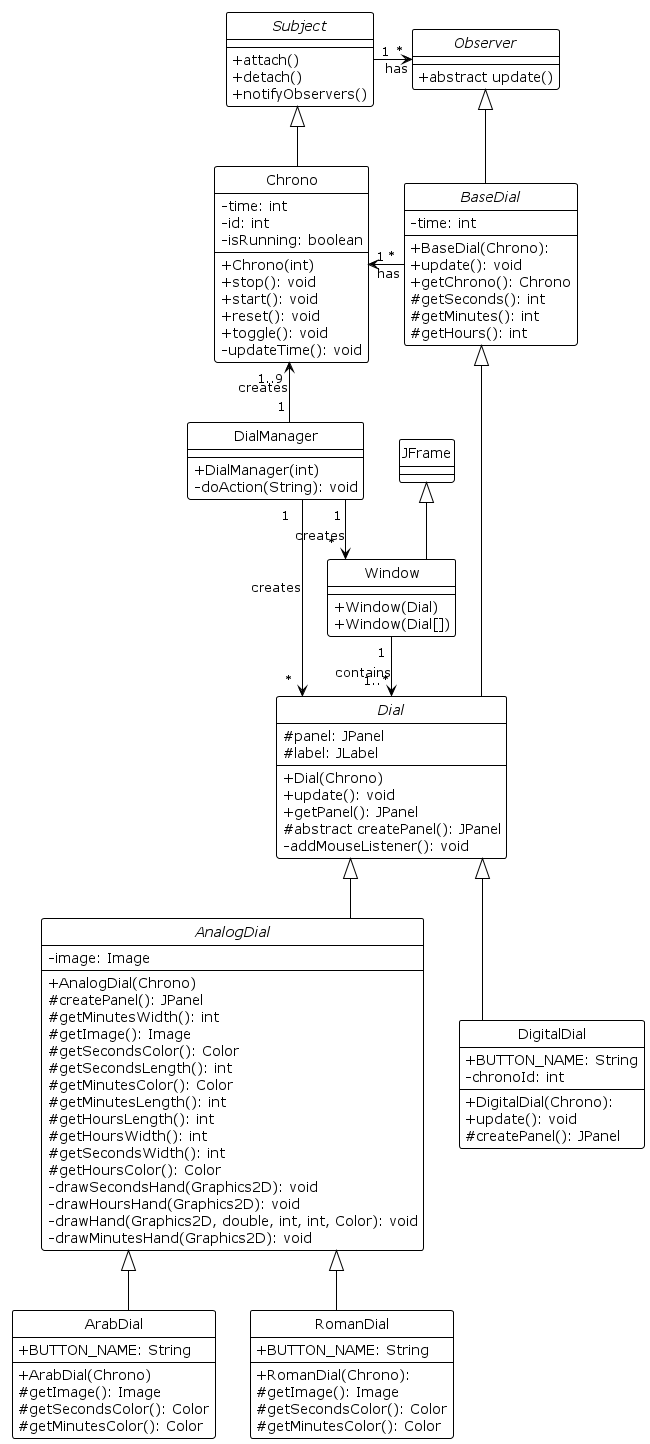 Subject
+attach()
+detach()
+notifyObservers()
1 *
has
Observer
+abstract update()
Chrono
-time: int
-id: int
-isRunning: boolean
+Chrono(int)
+stop(): void
+start(): void
+reset(): void
+toggle(): void
-updateTime(): void
1 *
has
BaseDial
-time: int
+BaseDial(Chrono):
+update(): void
+getChrono(): Chrono
#getSeconds(): int
#getMinutes(): int
#getHours(): int
1..9
creates
1
DialManager
+DialManager(int)
-doAction(String): void
JFrame
1
1
creates
*
creates
*
Window
+Window(Dial)
+Window(Dial[])
1
contains
1..*
Dial
#panel: JPanel
#label: JLabel
+Dial(Chrono)
+update(): void
+getPanel(): JPanel
#abstract createPanel(): JPanel
-addMouseListener(): void
AnalogDial
-image: Image
+AnalogDial(Chrono)
#createPanel(): JPanel
#getMinutesWidth(): int
#getImage(): Image
#getSecondsColor(): Color
#getSecondsLength(): int
#getMinutesColor(): Color
#getMinutesLength(): int
#getHoursLength(): int
#getHoursWidth(): int
#getSecondsWidth(): int
#getHoursColor(): Color
-drawSecondsHand(Graphics2D): void
-drawHoursHand(Graphics2D): void
-drawHand(Graphics2D, double, int, int, Color): void
-drawMinutesHand(Graphics2D): void
DigitalDial
+BUTTON_NAME: String
-chronoId: int
+DigitalDial(Chrono):
+update(): void
#createPanel(): JPanel
ArabDial
+BUTTON_NAME: String
+ArabDial(Chrono)
#getImage(): Image
#getSecondsColor(): Color
#getMinutesColor(): Color
RomanDial
+BUTTON_NAME: String
+RomanDial(Chrono):
#getImage(): Image
#getSecondsColor(): Color
#getMinutesColor(): Color